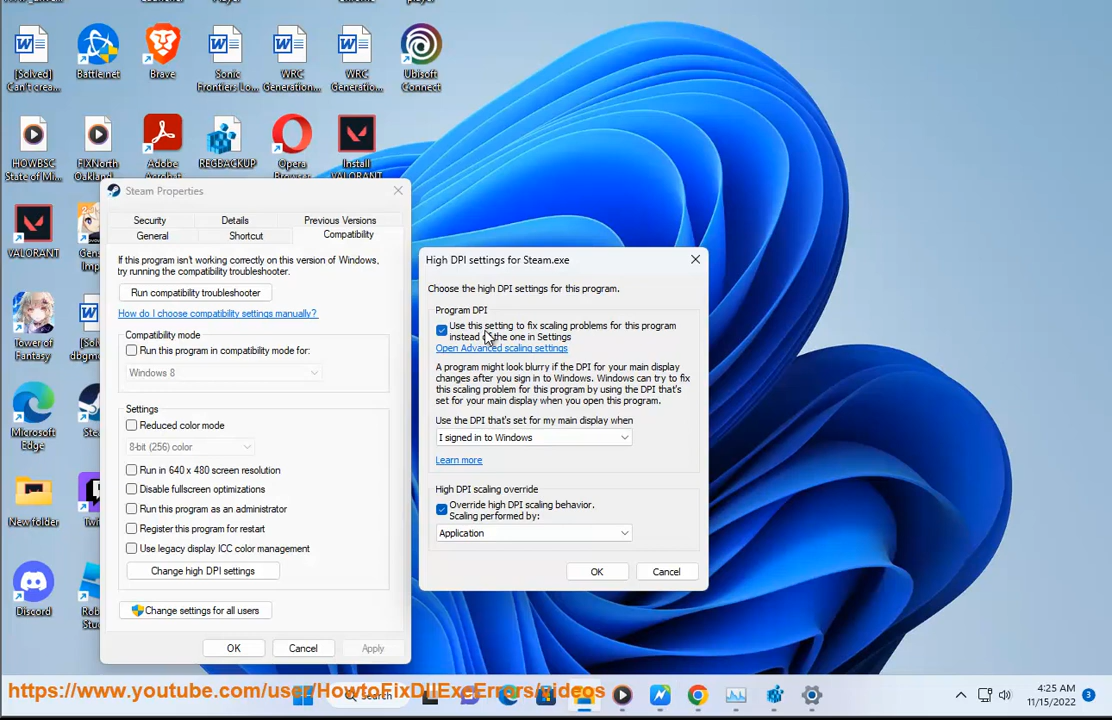 player
[Solved]
Can't crea...
Battle.net
Brave
Sonic
Frontiers Lo...
WRC
Generation...
WRC
Generatio...
Ubisoft
Connect
HOWBSC
State of Mi...
FIXNorth
Oakland...
Adobe
REGBACKUP
Opera
Browser
Install
VALORANT
VALORANT
Tower of
Fantasy
Microsoft
Edge
New folder
Discord
Steam Properties
Security
Details
Previous Versions
General
Shortcut
Compatibility
If this program isn't working correctly on this version of Windows,
try running the compatibility troubleshooter.
Run compatibility troubleshooter
How do I choose compatibility settings manually?
Compatibility mode
Run this program in compatibility mode for:
Windows 8
Settings
Reduced color mode
8-bit (256) color
Run in 640 x 480 screen resolution
Disable fullscreen optimizations
Run this program as an administrator
Register this program for restart
Use legacy display ICC color management
Change high DPI settings
Change settings for all users
OK
Cancel
Apply
High DPI settings for Steam.exe
Choose the high DPI settings for this program.
Program DPI
Use this setting to fix scaling problems for this program
instead of the one in Settings
Open Advanced scaling settings
A program might look blurry if the DPI for your main display
changes after you sign in to Windows. Windows can try to fix
this scaling problem for this program by using the DPI that's
set for your main display when you open this program.
Use the DPI that's set for my main display when
I signed in to Windows
Learn more
High DPI scaling override
Override high DPI scaling behavior.
Scaling performed by:
Application
OK
Cancel
https://www.youtube.com/user/HowtoFixDllExeErrors/videos
Search
4:25 AM
11/15/2022
3